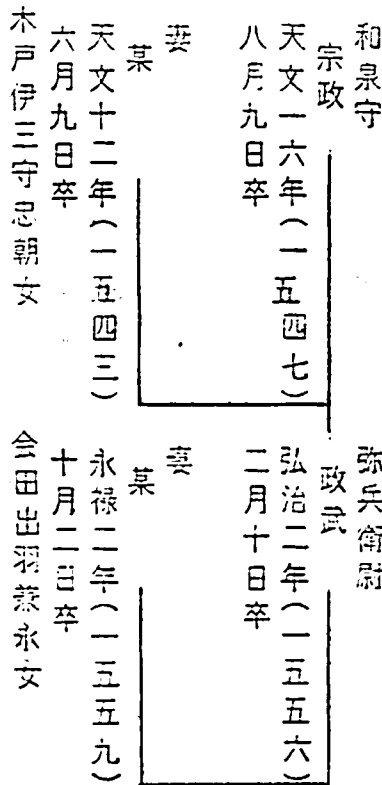 和泉守
宗政
天文一六年(一五四七)
八月九日卒
妻
某
天文十二年(一五四三)
六月九日卒
木戸伊三守忠朝女
弥兵衛尉
政武
弘治二年(一五五六)
二月十日卒
妻
某
永禄二年(一五五九)
十月二日卒
会田出羽兼永女